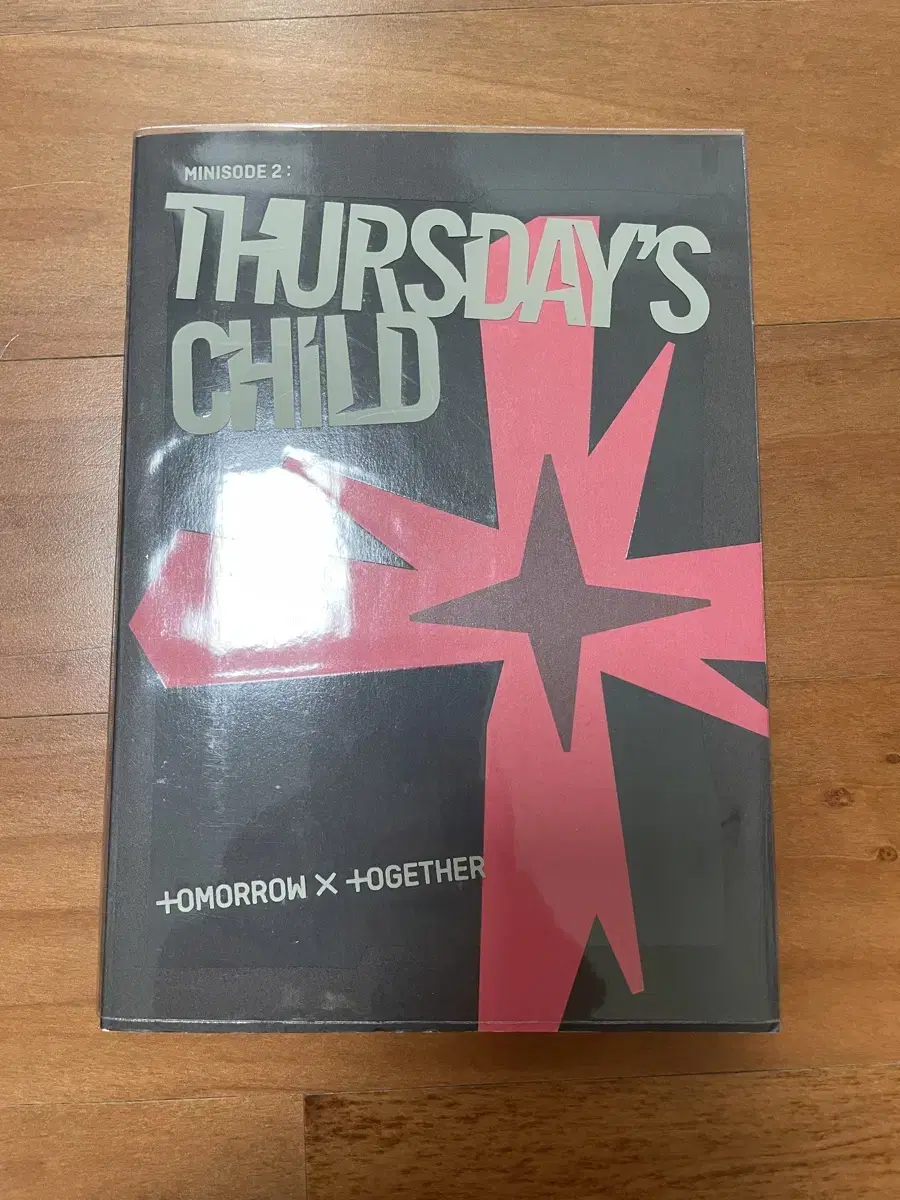 MINISODE 2:
THURSDAY'S
CHILD
TOMORROW X TOGETHER